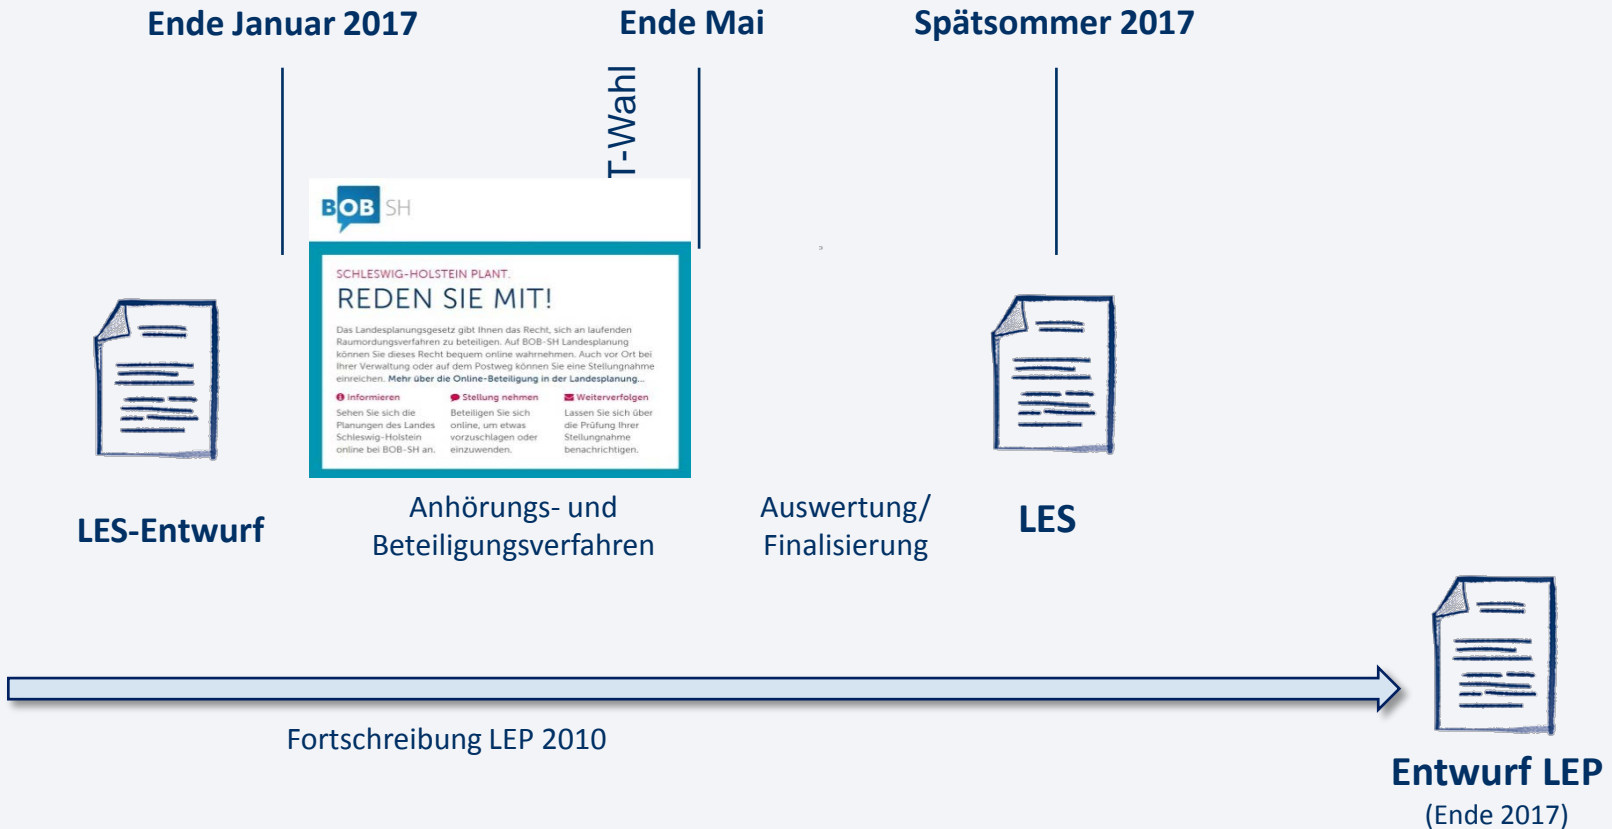 Ende Januar 2017
Ende Mai
Spätsommer 2017
T-Wahl
BOB SH
SCHLESWIG-HOLSTEIN PLANT.
REDEN SIE MIT!
Das Landesplanungsgesetz gibt Ihnen das Recht, sich an laufenden
Raumordungsverfahren zu beteiligen. Auf BOB-SH Landesplanung
können Sie dieses Recht bequem online wahrnehmen. Auch vor Ort bei
Ihrer Verwaltung oder auf dem Postweg können Sie eine Stellungnahme
einreichen. Mehr über die Online-Beteiligung in der Landesplanung...
Informieren
Sehen Sie sich die
Planungen des Landes
Schleswig-Holstein
online bei BOB-SH an.
Stellung nehmen
Beteiligen Sie sich
online, um etwas
vorzuschlagen oder
einzuwenden.
Weiterverfolgen
Lassen Sie sich über
die Prüfung Ihrer
Stellungnahme
benachrichtigen.
LES-Entwurf
Anhörungs- und
Beteiligungsverfahren
Auswertung/
Finalisierung
LES
Fortschreibung LEP 2010
Entwurf LEP
(Ende 2017)